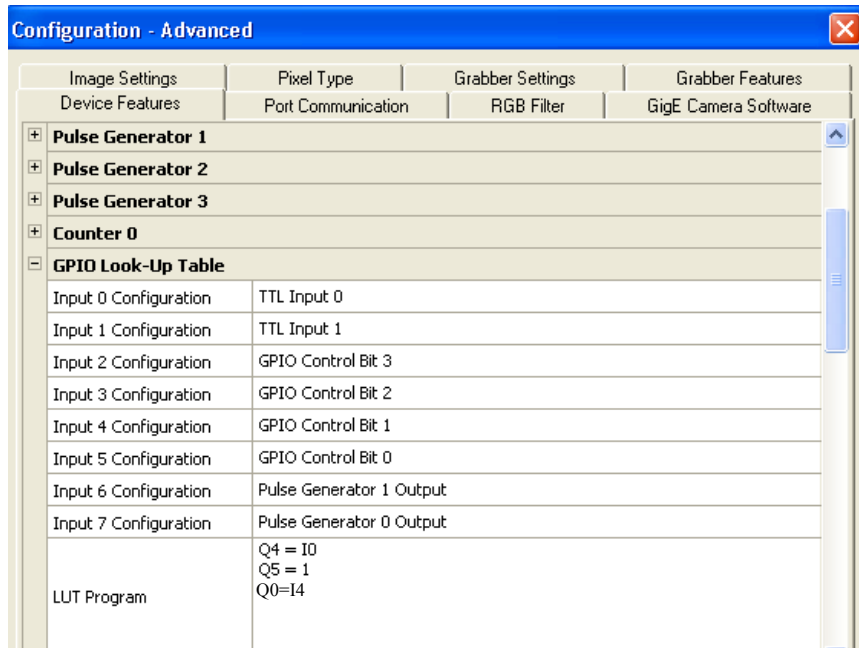 Configuration - Advanced
Image Settings Pixel Type Grabber Settings Grabber Features
Device Features Port Communication RGB Filter GigE Camera Software
Pulse Generator 1
Pulse Generator 2
Pulse Generator 3
Counter 0
GPIO Look-Up Table
Input 0 Configuration TTL Input 0
Input 1 Configuration TTL Input 1
Input 2 Configuration GPIO Control Bit 3
Input 3 Configuration GPIO Control Bit 2
Input 4 Configuration GPIO Control Bit 1
Input 5 Configuration GPIO Control Bit 0
Input 6 Configuration Pulse Generator 1 Output
Input 7 Configuration Pulse Generator 0 Output
LUT Program
Q4 = I0
Q5 = 1
Q0=I4